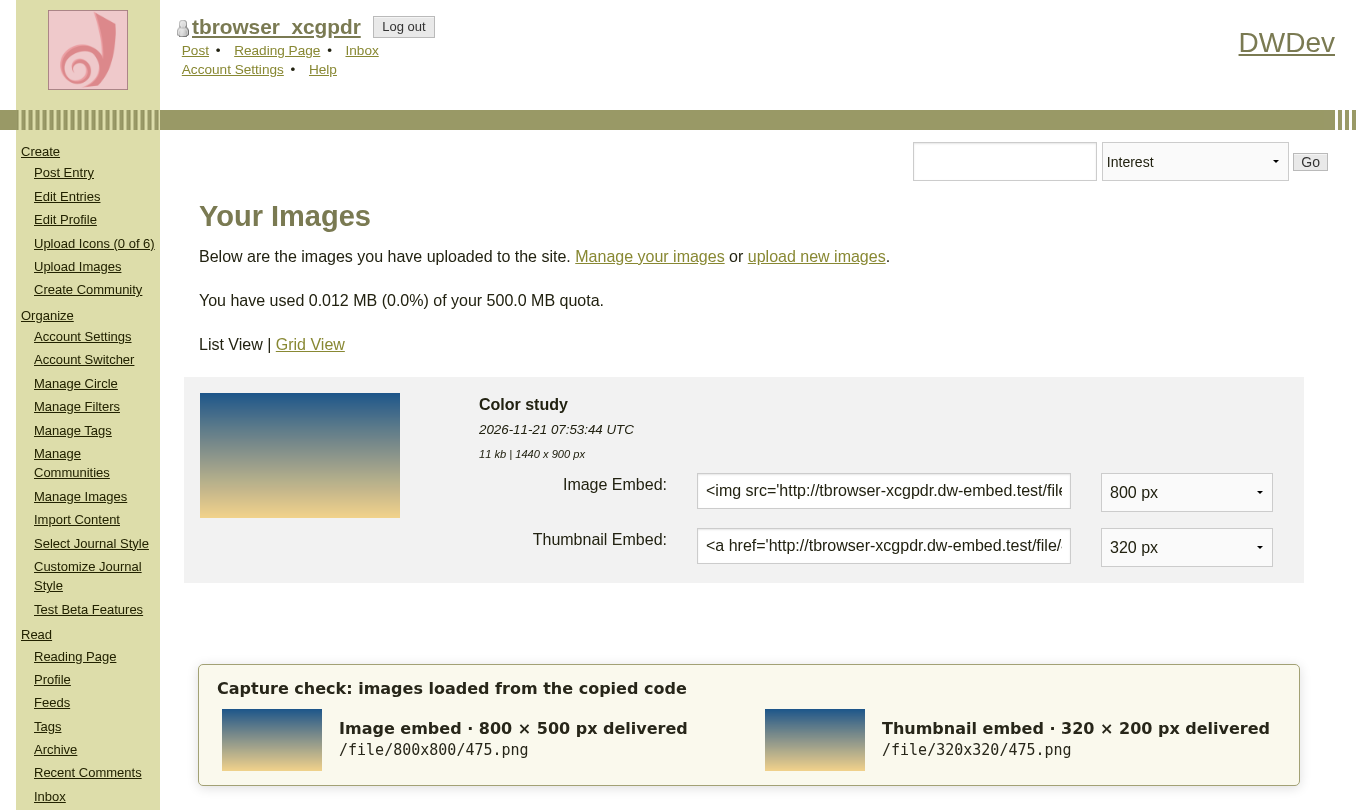 tbrowser_xcgpdr Log out
Post • Reading Page • Inbox
Account Settings • Help
DWDev
Create
Post Entry
Edit Entries
Edit Profile
Upload Icons (0 of 6)
Upload Images
Create Community
Organize
Account Settings
Account Switcher
Manage Circle
Manage Filters
Manage Tags
Manage
Communities
Manage Images
Import Content
Select Journal Style
Customize Journal
Style
Test Beta Features
Read
Reading Page
Profile
Feeds
Tags
Archive
Recent Comments
Inbox
Interest Go
Your Images
Below are the images you have uploaded to the site. Manage your images or upload new images.
You have used 0.012 MB (0.0%) of your 500.0 MB quota.
List View | Grid View
Color study
2026-11-21 07:53:44 UTC
11 kb | 1440 x 900 px
Image Embed: <img src='http://tbrowser-xcgpdr.dw-embed.test/file 800 px
Thumbnail Embed: <a href='http://tbrowser-xcgpdr.dw-embed.test/file/ 320 px
Capture check: images loaded from the copied code
Image embed · 800 × 500 px delivered
/file/800x800/475.png
Thumbnail embed · 320 × 200 px delivered
/file/320x320/475.png